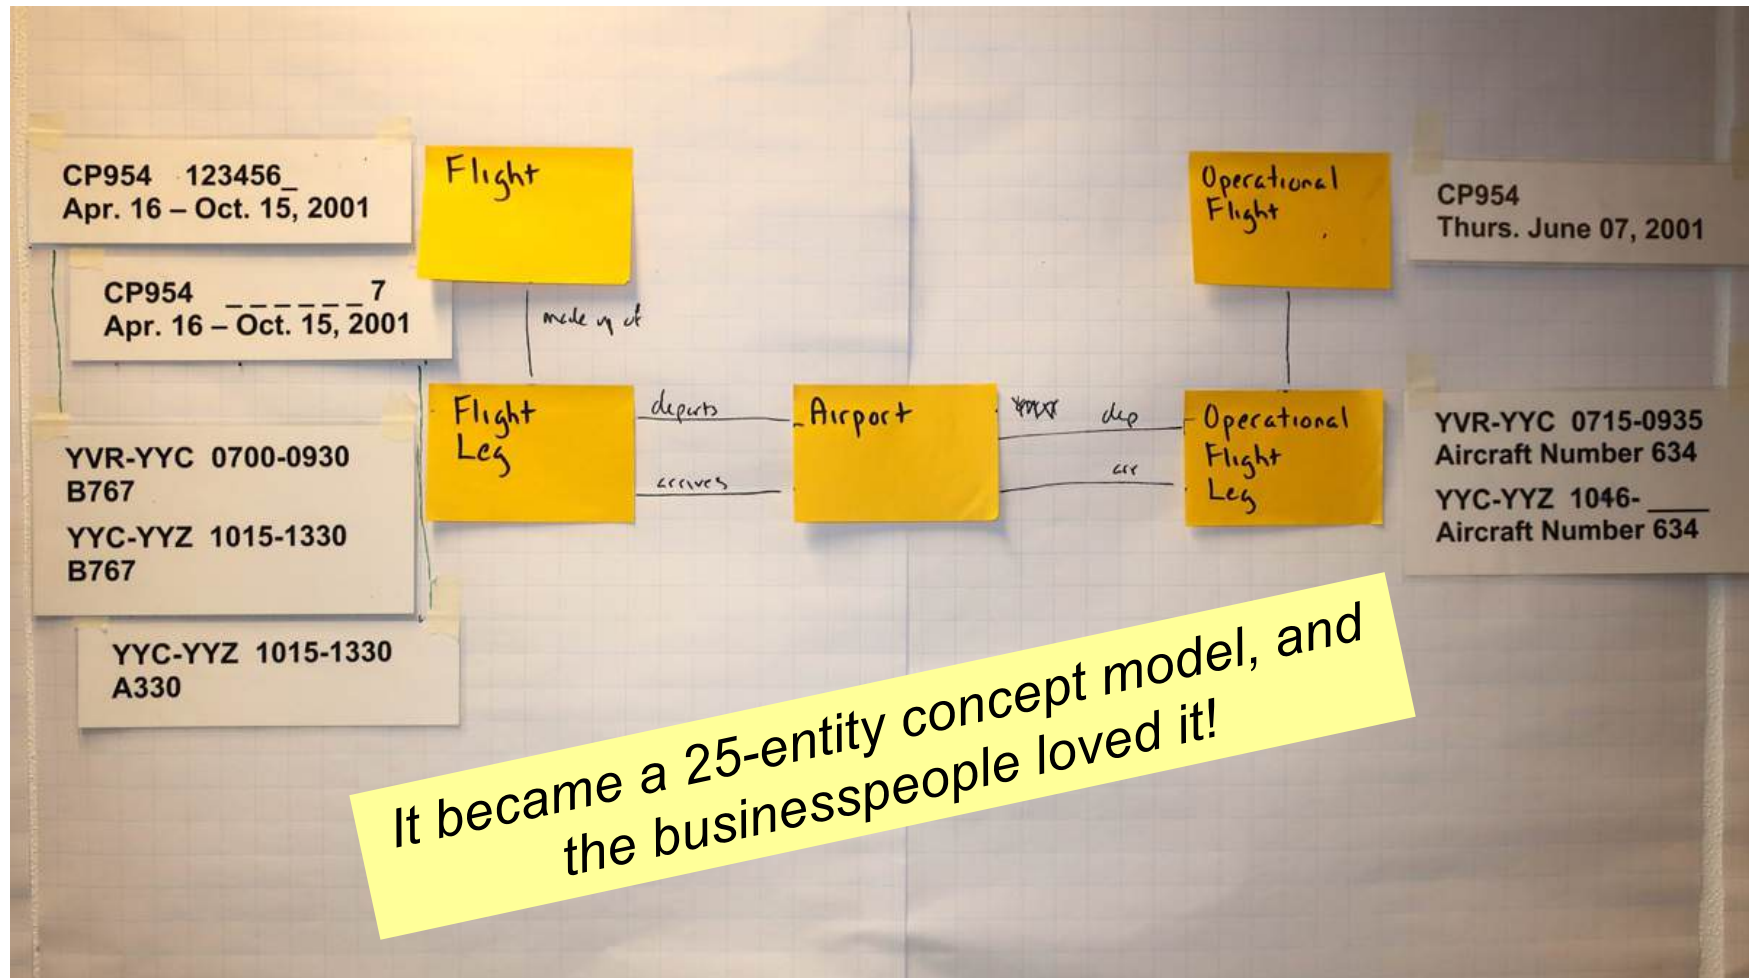 CP954 123456_
Apr. 16 – Oct. 15, 2001
CP954 _ _ _ _ _ _ 7
Apr. 16 – Oct. 15, 2001
Flight
made up of
Flight
Leg
YVR-YYC 0700-0930
B767
YYC-YYZ 1015-1330
B767
YYC-YYZ 1015-1330
A330
departs
arrives
Airport
dep
arr
Operational
Flight
CP954
Thurs. June 07, 2001
Operational
Flight
Leg
YVR-YYC 0715-0935
Aircraft Number 634
YYC-YYZ 1046-____
Aircraft Number 634
It became a 25-entity concept model, and
the businesspeople loved it!